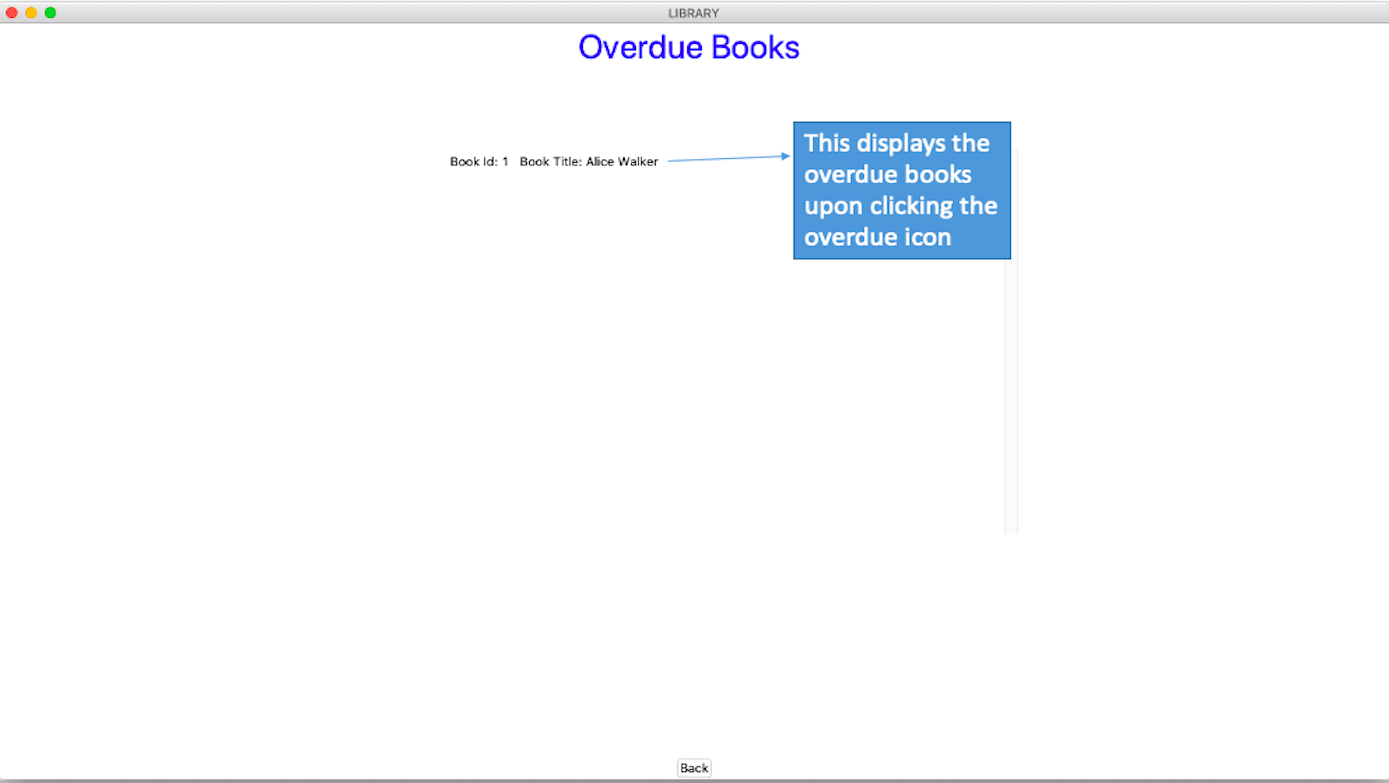 LIBRARY
Overdue Books
Book Id: 1 Book Title: Alice Walker
This displays the
overdue books
upon clicking the
overdue icon
Back